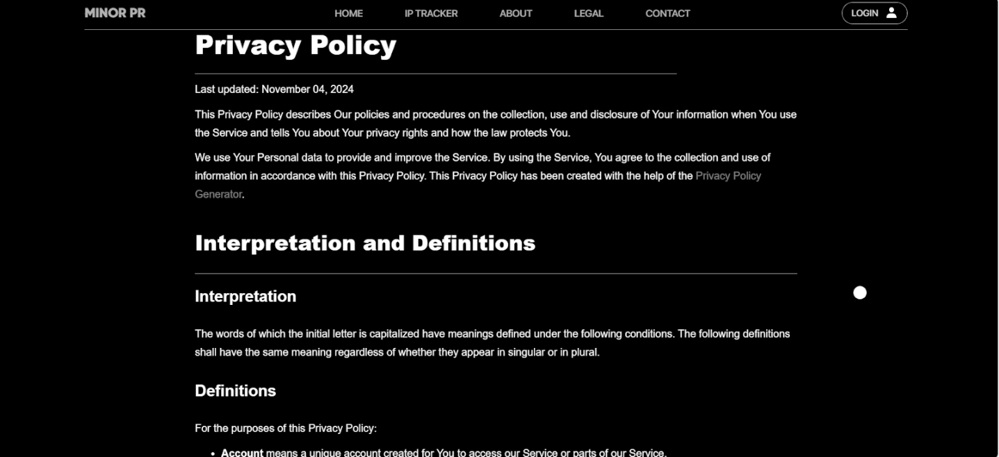 MINOR PR
HOME
IP TRACKER
ABOUT
LEGAL
CONTACT
LOGIN
Privacy Policy
Last updated: November 04, 2024
This Privacy Policy describes Our policies and procedures on the collection, use and disclosure of Your information when You use
the Service and tells You about Your privacy rights and how the law protects You.
We use Your Personal data to provide and improve the Service. By using the Service, You agree to the collection and use of
information in accordance with this Privacy Policy. This Privacy Policy has been created with the help of the Privacy Policy
Generator.
Interpretation and Definitions
Interpretation
The words of which the initial letter is capitalized have meanings defined under the following conditions. The following definitions
shall have the same meaning regardless of whether they appear in singular or in plural.
Definitions
For the purposes of this Privacy Policy:
• Account means a unique account created for You to access our Service or parts of our Service.